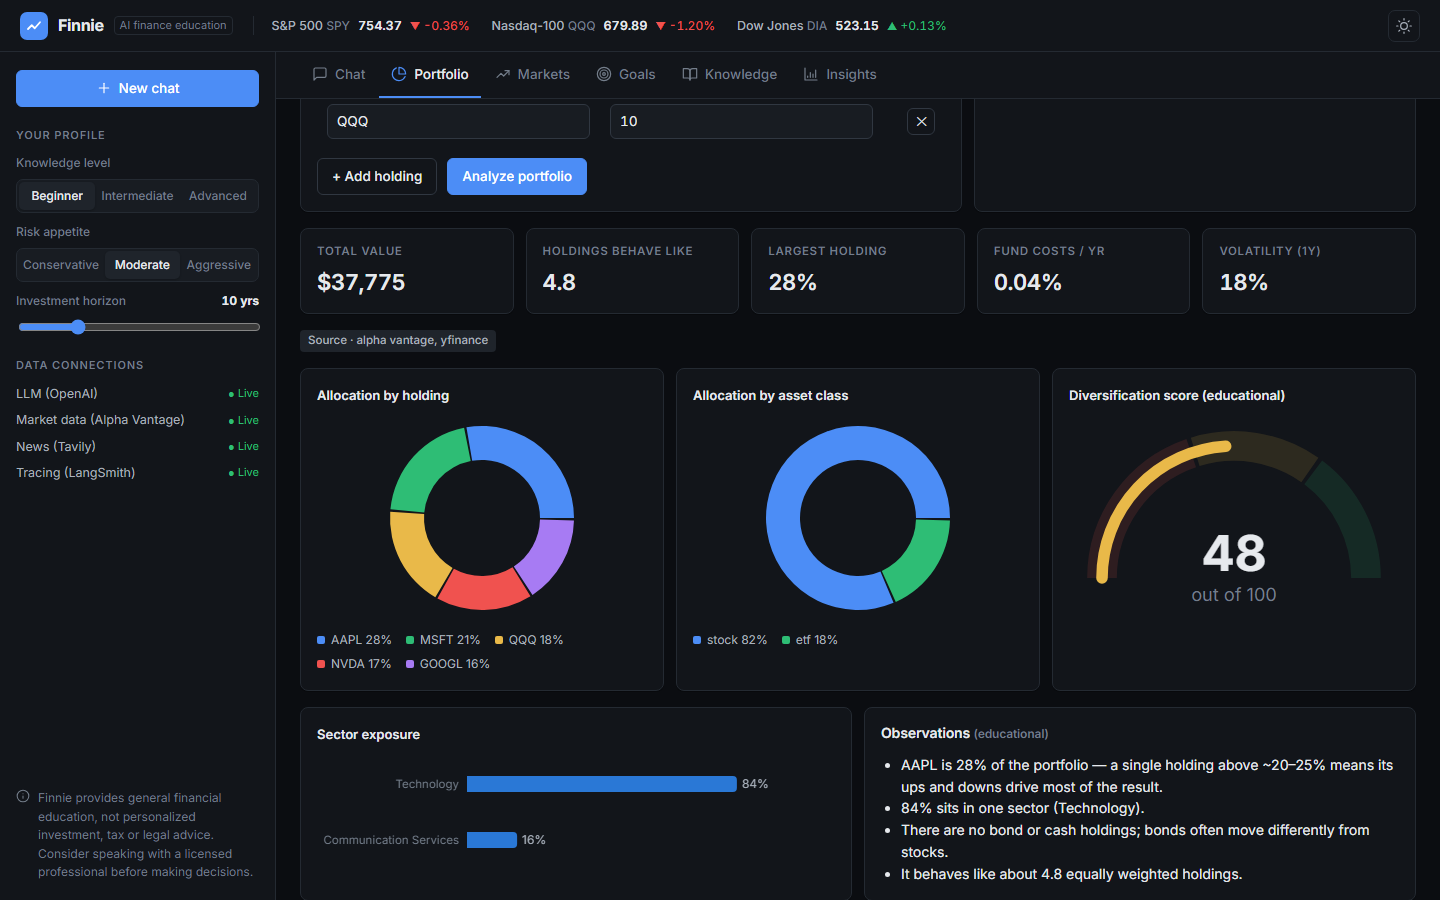 Finnie
AI finance education
S&P 500 SPY 754.37 ▼ -0.36%
Nasdaq-100 QQQ 679.89 ▼ -1.20%
Dow Jones DIA 523.15 ▲ +0.13%
+ New chat
YOUR PROFILE
Knowledge level
Beginner Intermediate Advanced
Risk appetite
Conservative Moderate Aggressive
Investment horizon 10 yrs
DATA CONNECTIONS
LLM (OpenAI) ● Live
Market data (Alpha Vantage) ● Live
News (Tavily) ● Live
Tracing (LangSmith) ● Live
Finnie provides general financial
education, not personalized
investment, tax or legal advice.
Consider speaking with a licensed
professional before making decisions.
Chat Portfolio Markets Goals Knowledge Insights
QQQ 10
+ Add holding Analyze portfolio
TOTAL VALUE
$37,775
HOLDINGS BEHAVE LIKE
4.8
LARGEST HOLDING
28%
FUND COSTS / YR
0.04%
VOLATILITY (1Y)
18%
Source · alpha vantage, yfinance
Allocation by holding
AAPL 28% MSFT 21% QQQ 18%
NVDA 17% GOOGL 16%
Allocation by asset class
stock 82% etf 18%
Diversification score (educational)
48
out of 100
Sector exposure
Technology 84%
Communication Services 16%
Observations (educational)
• AAPL is 28% of the portfolio — a single holding above ~20–25% means its
ups and downs drive most of the result.
• 84% sits in one sector (Technology).
• There are no bond or cash holdings; bonds often move differently from
stocks.
• It behaves like about 4.8 equally weighted holdings.